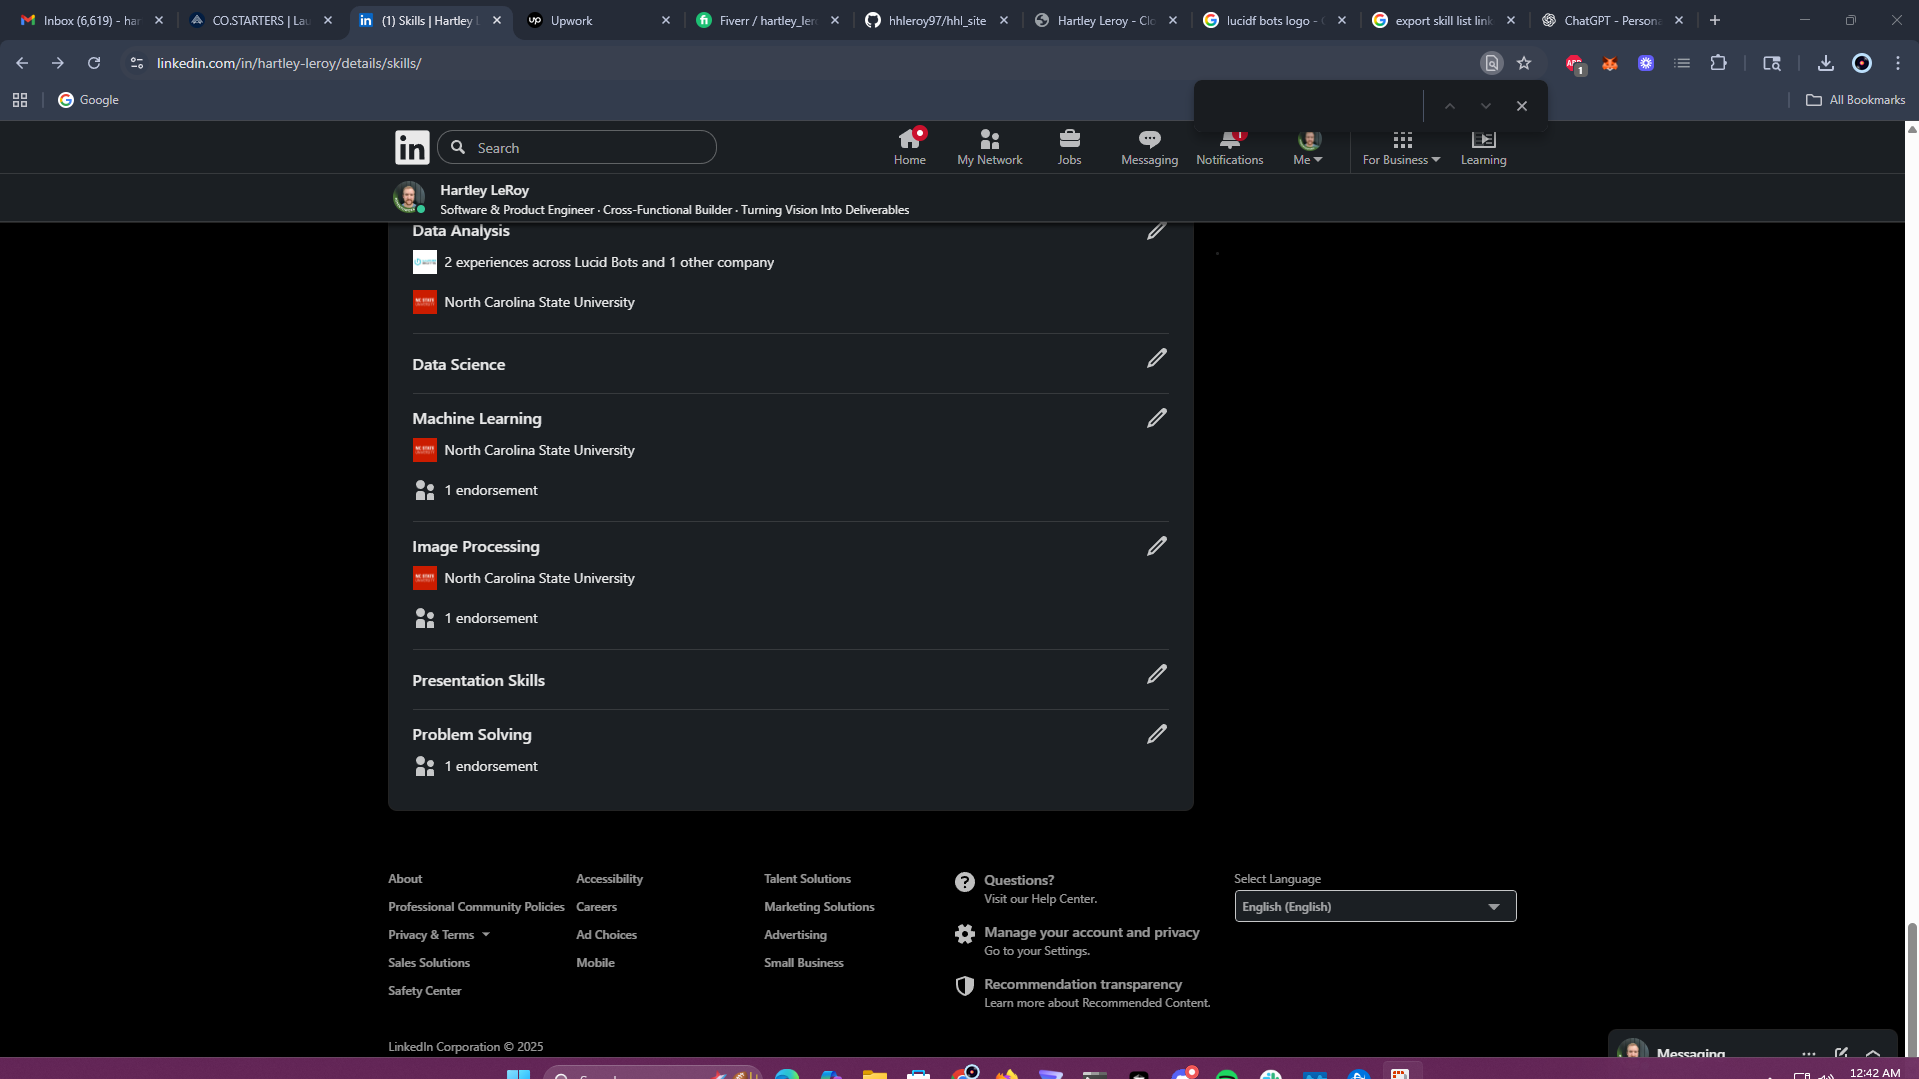 Inbox (6,619) - har
CO.STARTERS | Lau
(1) Skills | Hartley L
Upwork
Fiverr / hartley_lero
hhleroy97/hhl_site
Hartley Leroy - Clo
lucidf bots logo - G
export skill list link
ChatGPT - Persona
linkedin.com/in/hartley-leroy/details/skills/
1
Google
All Bookmarks
Search
Home
My Network
Jobs
Messaging
1
Notifications
Me
For Business
Learning
Hartley LeRoy
Software & Product Engineer · Cross-Functional Builder · Turning Vision Into Deliverables
Data Analysis
2 experiences across Lucid Bots and 1 other company
North Carolina State University
Data Science
Machine Learning
North Carolina State University
1 endorsement
Image Processing
North Carolina State University
1 endorsement
Presentation Skills
Problem Solving
1 endorsement
About
Accessibility
Talent Solutions
Questions?
Visit our Help Center.
Select Language
English (English)
Professional Community Policies
Careers
Marketing Solutions
Privacy & Terms
Ad Choices
Advertising
Manage your account and privacy
Go to your Settings.
Sales Solutions
Mobile
Small Business
Safety Center
Recommendation transparency
Learn more about Recommended Content.
LinkedIn Corporation © 2025
Messaging
12:42 AM